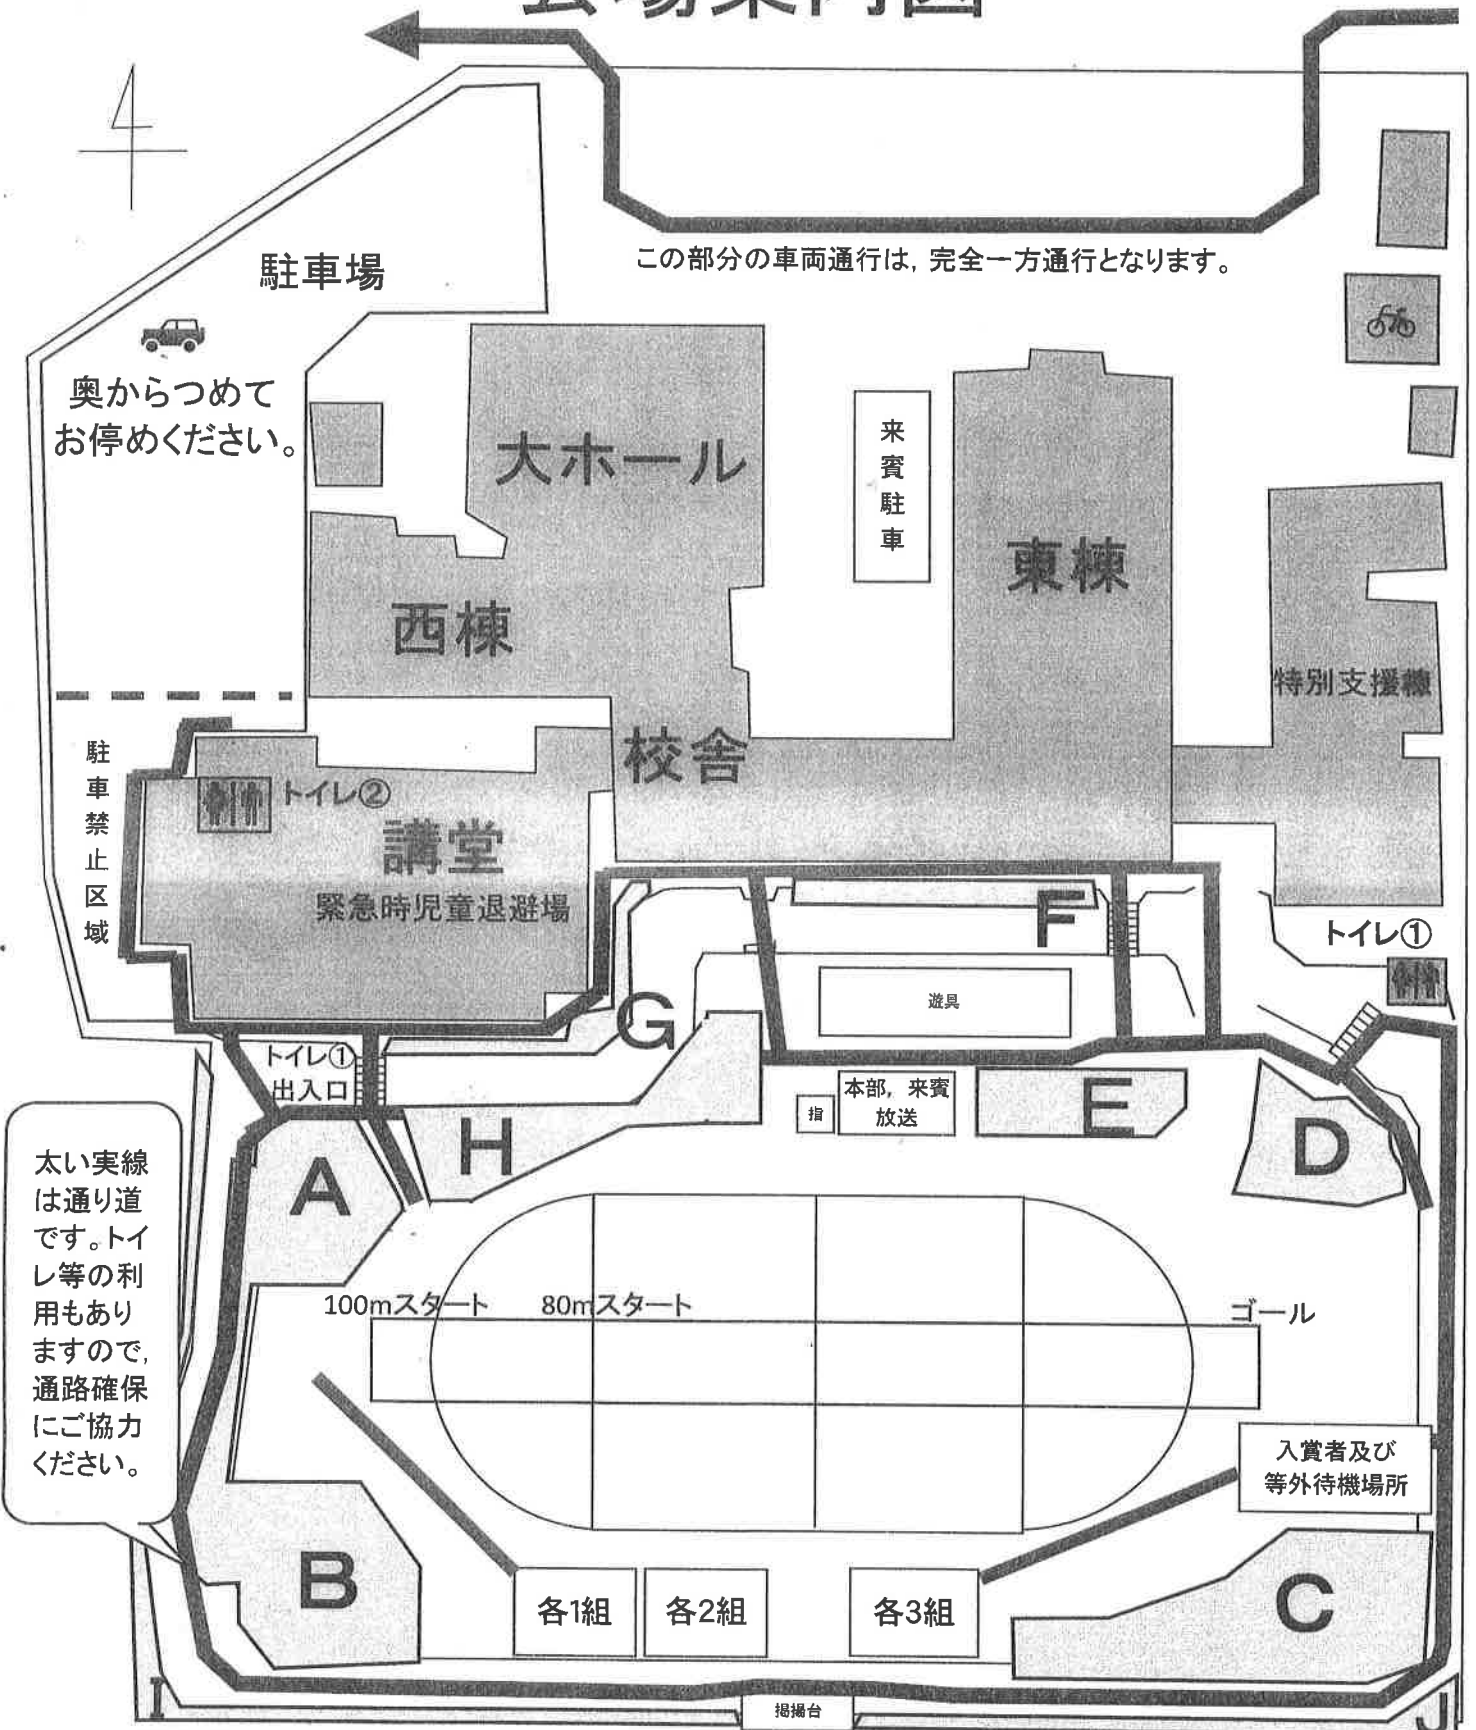 会場案内図
この部分の車両通行は，完全一方通行となります。
駐車場
奥からつめて
お停めください。
大ホール
来賓駐車
東棟
西棟
特別支援棟
校舎
駐車禁止区域
トイレ②
講堂
緊急時児童退避場
F
トイレ①
遊具
G
トイレ①
出入口
本部，来賓
放送
指
E
D
H
A
太い実線
は通り道
です。トイ
レ等の利
用もあり
ますので，
通路確保
にご協力
ください。
100mスタート
80mスタート
ゴール
入賞者及び
等外待機場所
B
各1組
各2組
各3組
C
I
掲揚台
J